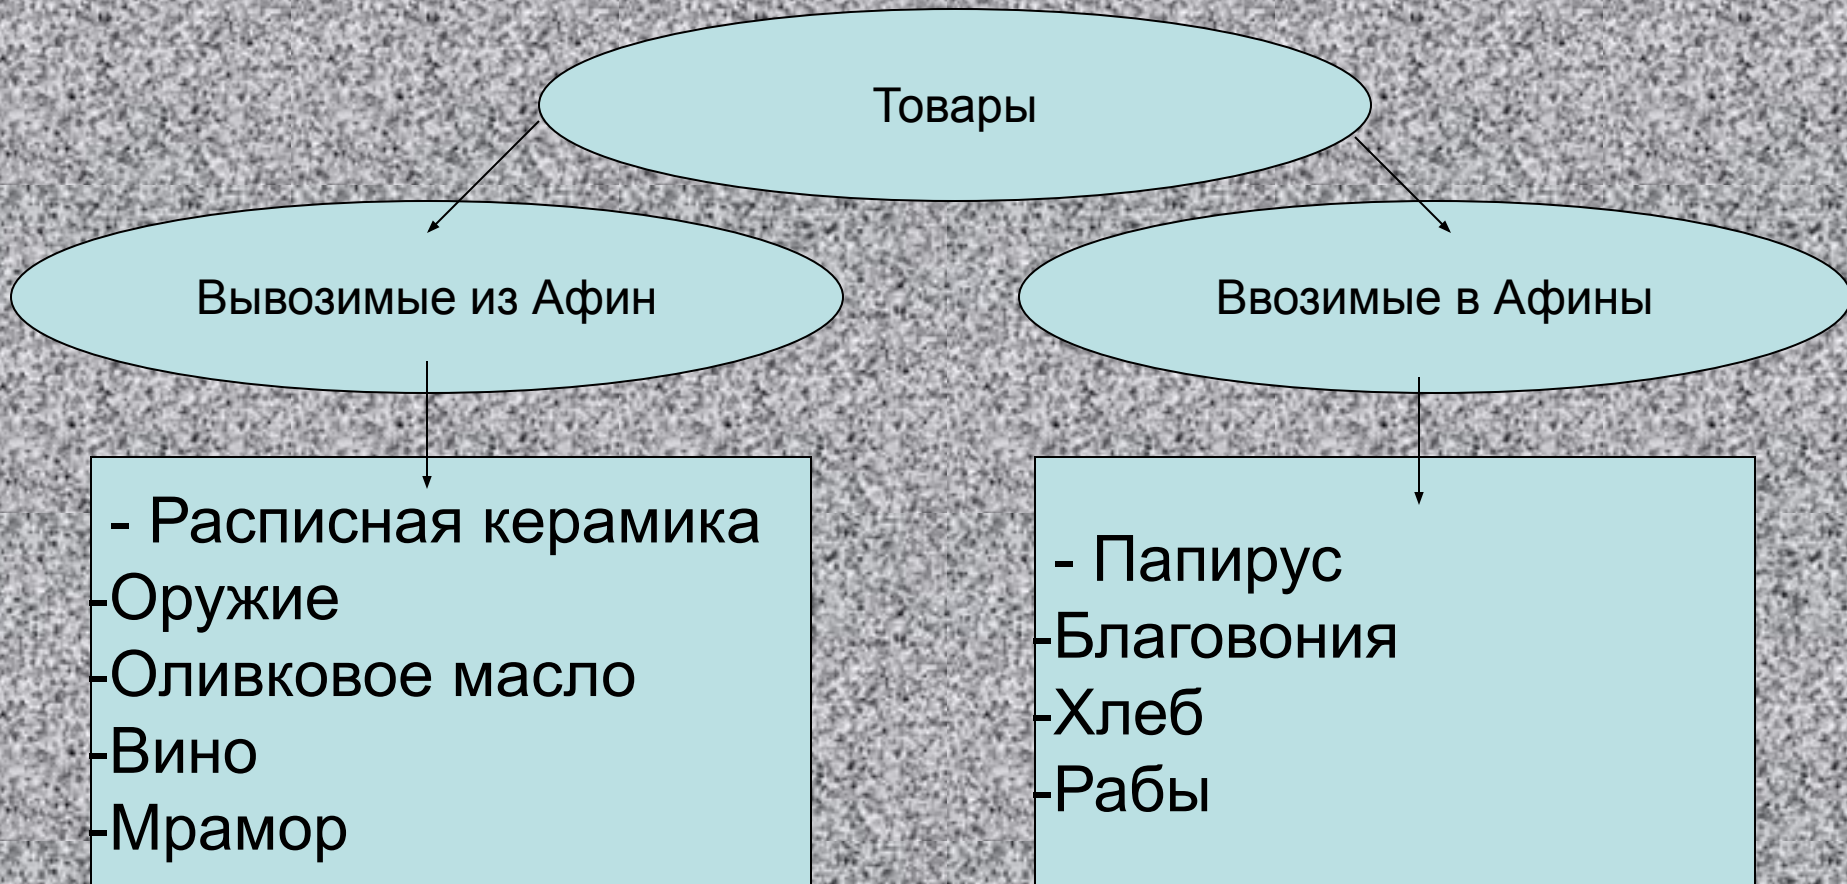 Товары
Вывозимые из Афин
Ввозимые в Афины
- Расписная керамика
-Оружие
-Оливковое масло
-Вино
-Мрамор
- Папирус
-Благовония
-Хлеб
-Рабы